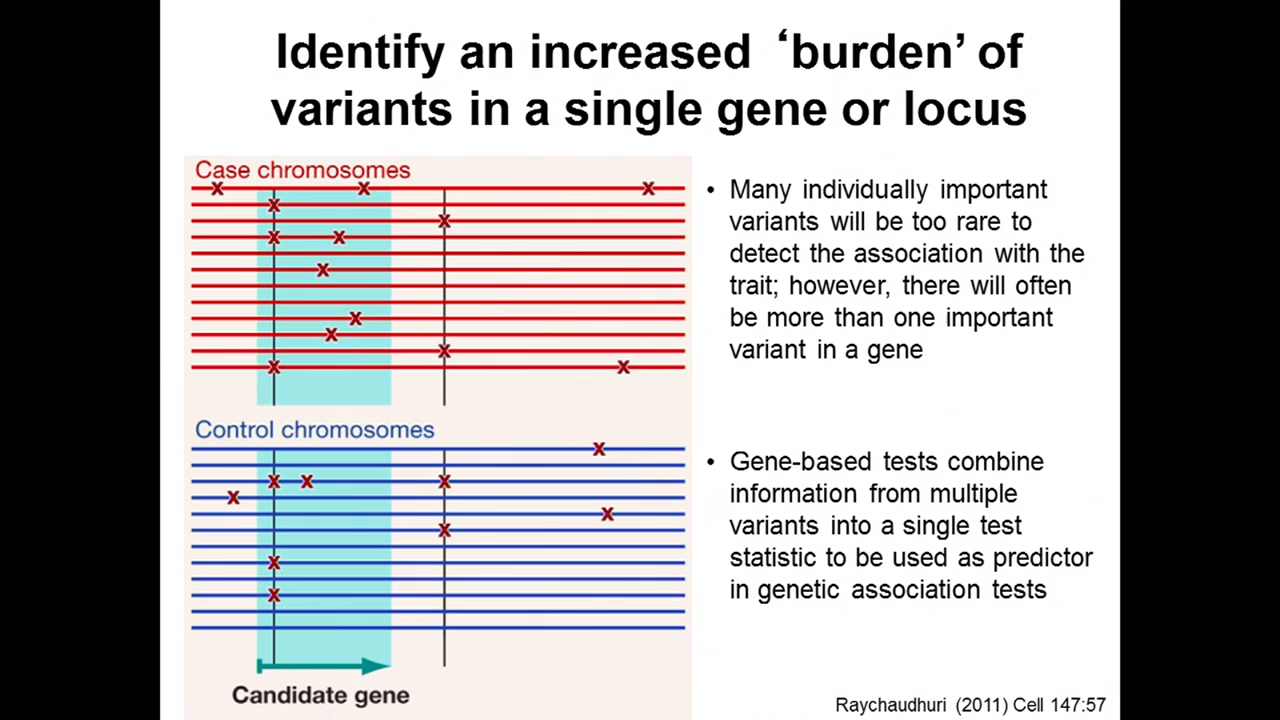 Identify an increased ‘burden’ of
variants in a single gene or locus
Case chromosomes
Control chromosomes
Candidate gene
• Many individually important
variants will be too rare to
detect the association with the
trait; however, there will often
be more than one important
variant in a gene
• Gene-based tests combine
information from multiple
variants into a single test
statistic to be used as predictor
in genetic association tests
Raychaudhuri (2011) Cell 147:57